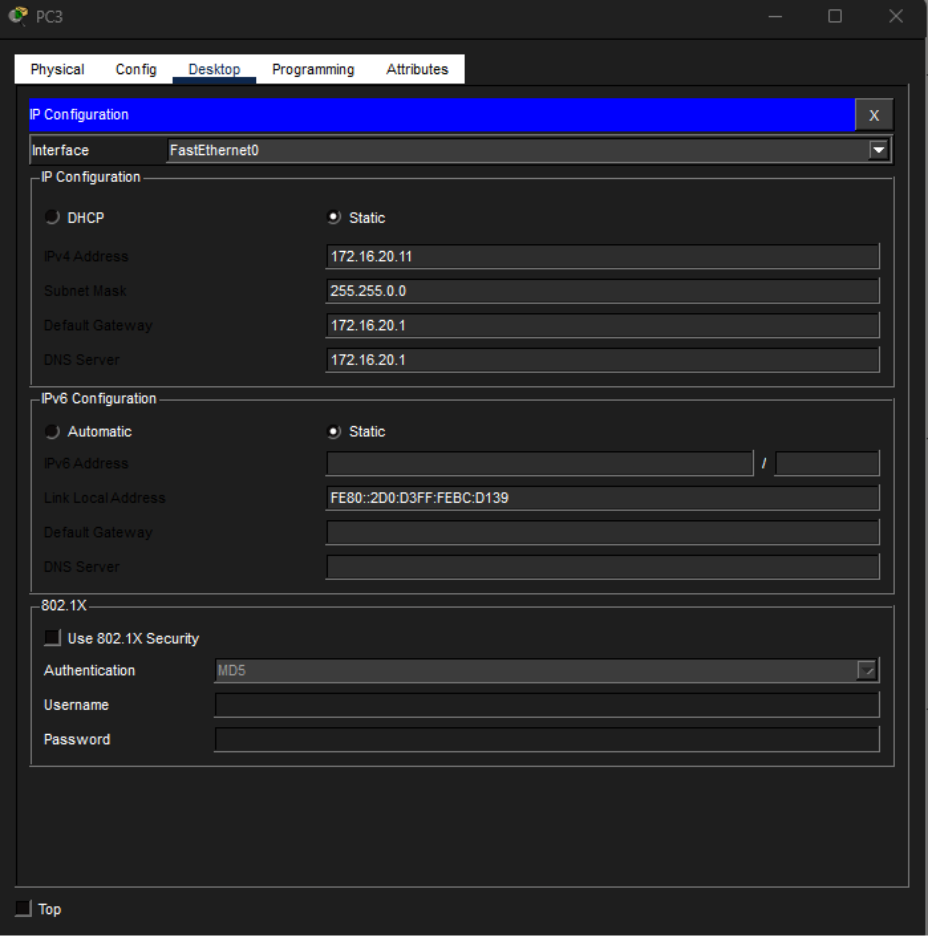 PC3
Physical Config Desktop Programming Attributes
IP Configuration X
Interface FastEthernet0
IP Configuration
DHCP Static
IPv4 Address 172.16.20.11
Subnet Mask 255.255.0.0
Default Gateway 172.16.20.1
DNS Server 172.16.20.1
IPv6 Configuration
Automatic Static
IPv6 Address /
Link Local Address FE80::2D0:D3FF:FEBC:D139
Default Gateway
DNS Server
802.1X
Use 802.1X Security
Authentication MD5
Username
Password
Top